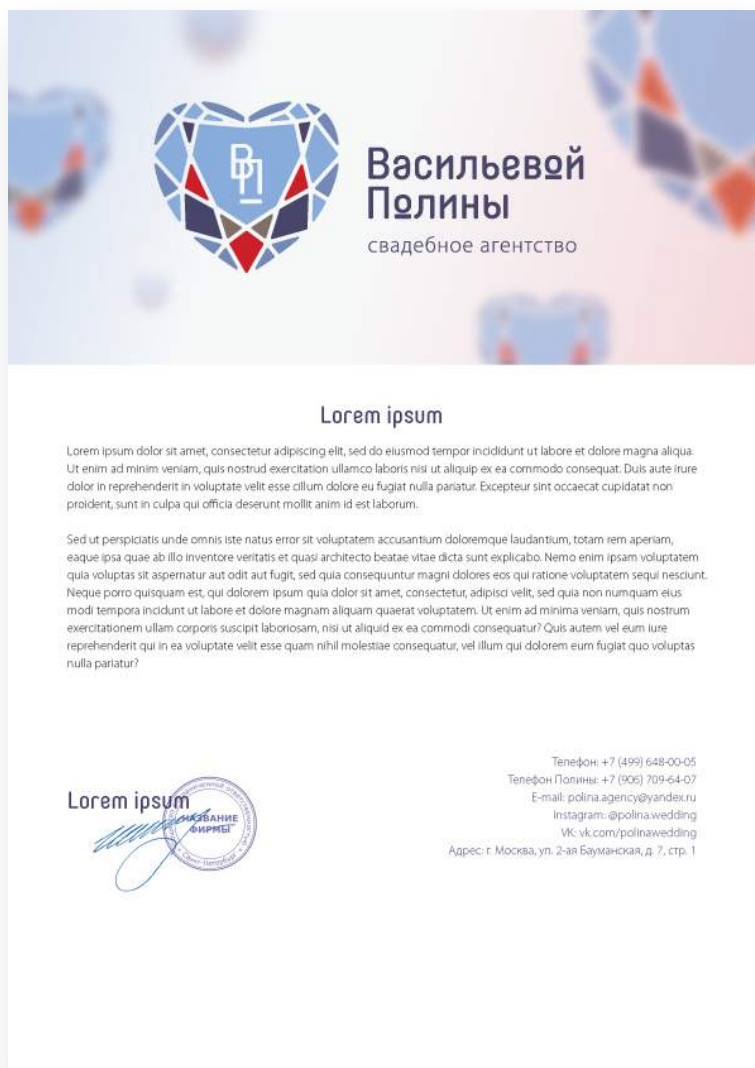 ВП
Васильевой
Полины
свадебное агентство
Lorem ipsum
Lorem ipsum dolor sit amet, consectetur adipiscing elit, sed do eiusmod tempor incididunt ut labore et dolore magna aliqua.
Ut enim ad minim veniam, quis nostrud exercitation ullamco laboris nisi ut aliquip ex ea commodo consequat. Duis aute irure
dolor in reprehenderit in voluptate velit esse cillum dolore eu fugiat nulla pariatur. Excepteur sint occaecat cupidatat non
proident, sunt in culpa qui officia deserunt mollit anim id est laborum.
Sed ut perspiciatis unde omnis iste natus error sit voluptatem accusantium doloremque laudantium, totam rem aperiam,
eaque ipsa quae ab illo inventore veritatis et quasi architecto beatae vitae dicta sunt explicabo. Nemo enim ipsam voluptatem
quia voluptas sit aspernatur aut odit aut fugit, sed quia consequuntur magni dolores eos qui ratione voluptatem sequi nesciunt.
Neque porro quisquam est, qui dolorem ipsum quia dolor sit amet, consectetur, adipisci velit, sed quia non numquam eius
modi tempora incidunt ut labore et dolore magnam aliquam quaerat voluptatem. Ut enim ad minima veniam, quis nostrum
exercitationem ullam corporis suscipit laboriosam, nisi ut aliquid ex ea commodi consequatur? Quis autem vel eum iure
reprehenderit qui in ea voluptate velit esse quam nihil molestiae consequatur, vel illum qui dolorem eum fugiat quo voluptas
nulla pariatur?
Lorem ipsum
НАЗВАНИЕ
ФИРМЫ
Санкт-Петербург
Телефон: +7 (499) 648-00-05
Телефон Полины: +7 (906) 709-64-07
E-mail: polina.agency@yandex.ru
Instagram: @polina.wedding
VK: vk.com/polinawedding
Адрес: г. Москва, ул. 2-ая Бауманская, д. 7, стр. 1